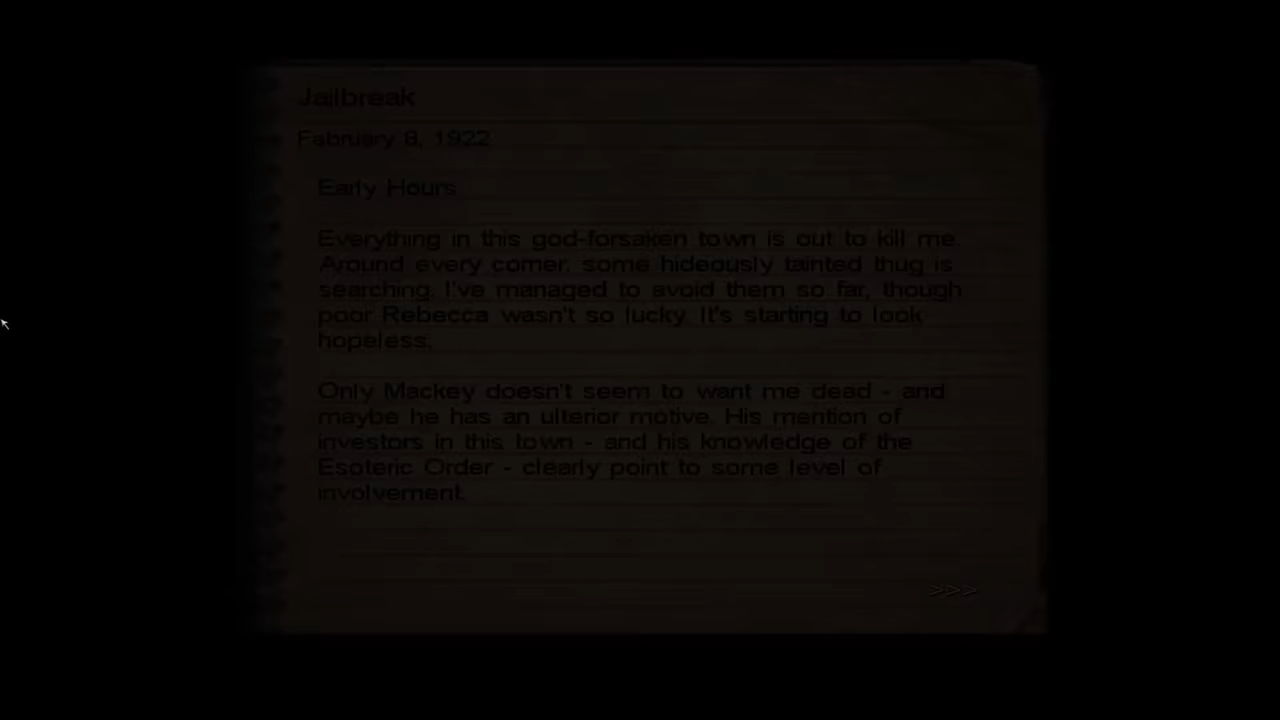 Jailbreak
Fabruary 8, 1922
Early Hours
Everything in this god-forsaken town is out to kill me.
Around every corner, some hideously tainted thug is
searching. I've managed to avoid them so far, though
poor Rebecca wasn't so lucky. It's starting to look
hopeless.
Only Mackey doesn't seem to want me dead - and
maybe he has an ulterior motive. His mention of
investors in this town - and his knowledge of the
Esoteric Order - clearly point to some level of
involvement.
>>>